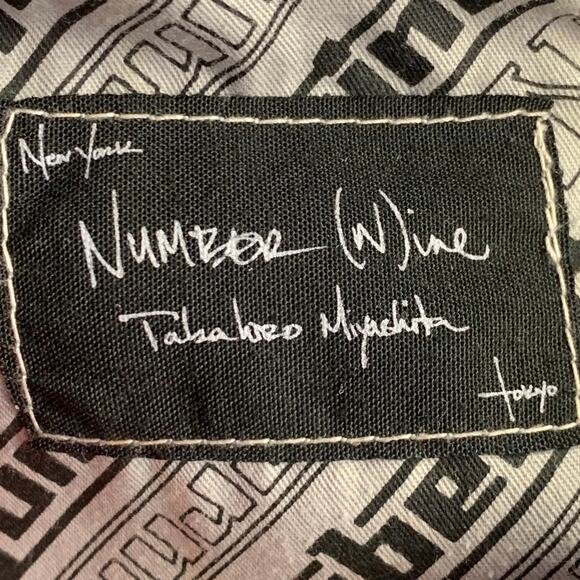 New York
NUMBER (N)ine
Takahiro Miyashita
tokyo